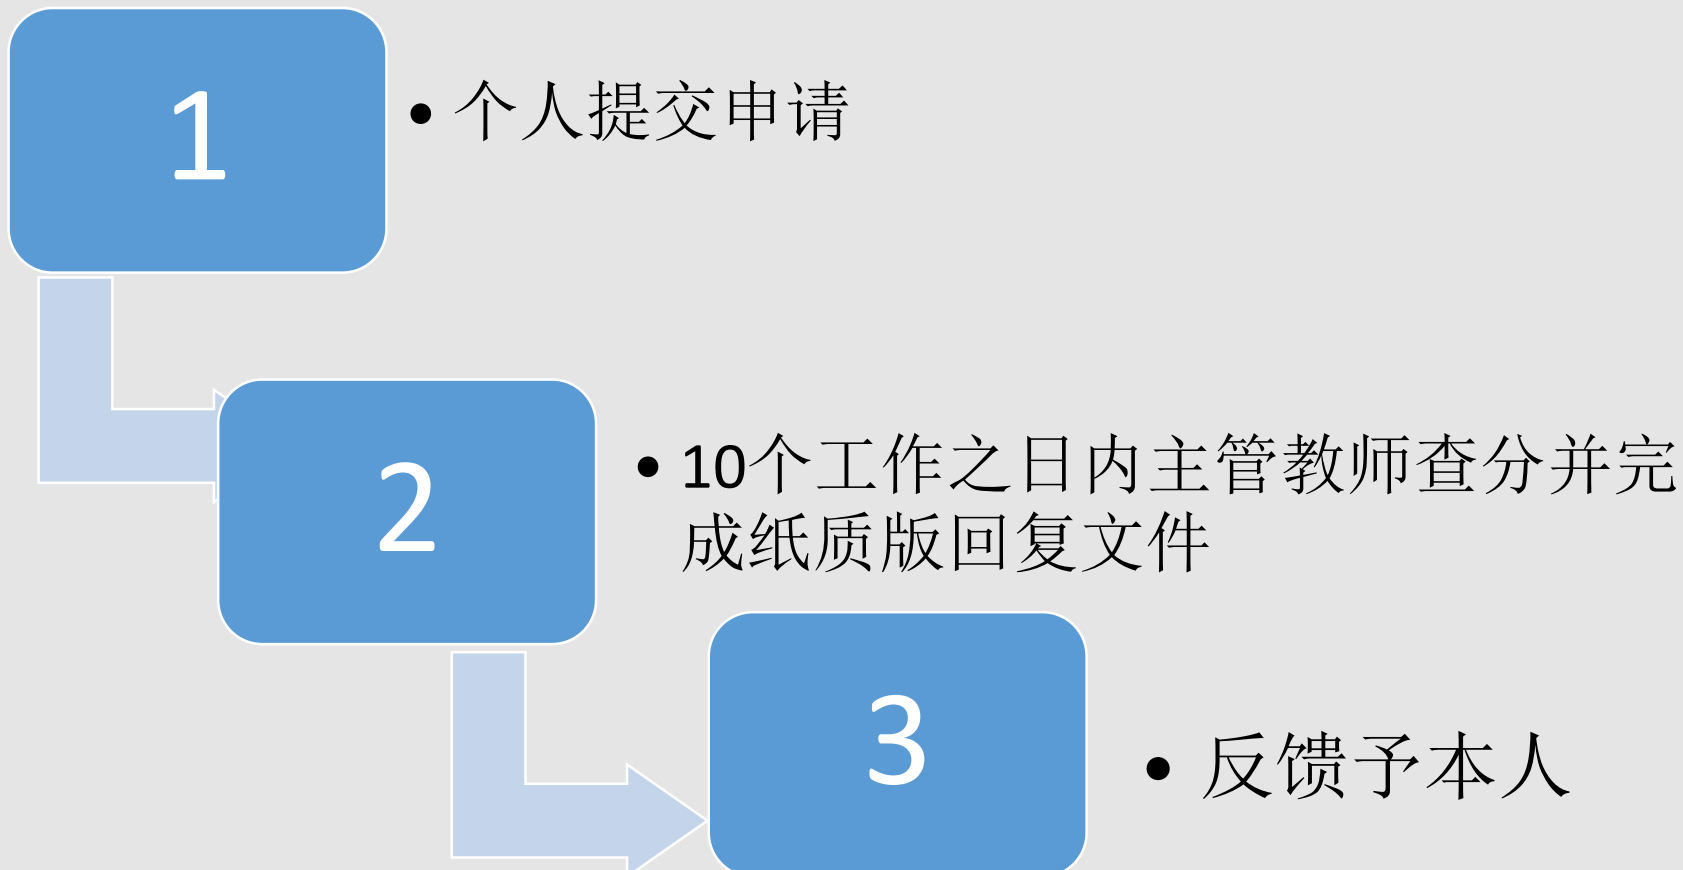 1
• 个人提交申请
2
• 10个工作之日内主管教师查分并完
成纸质版回复文件
3
• 反馈予本人